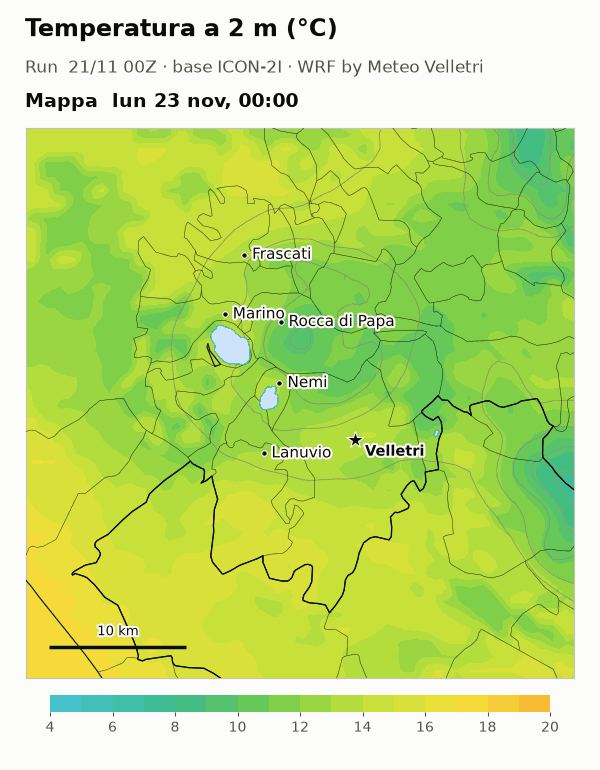 Temperatura a 2 m (°C)
Run  21/11 00Z · base ICON-2I · WRF by Meteo Velletri
Mappa  lun 23 nov, 00:00
Frascati
Marino
Rocca di Papa
Nemi
Velletri
Lanuvio
10 km
4 6 8 10 12 14 16 18 20